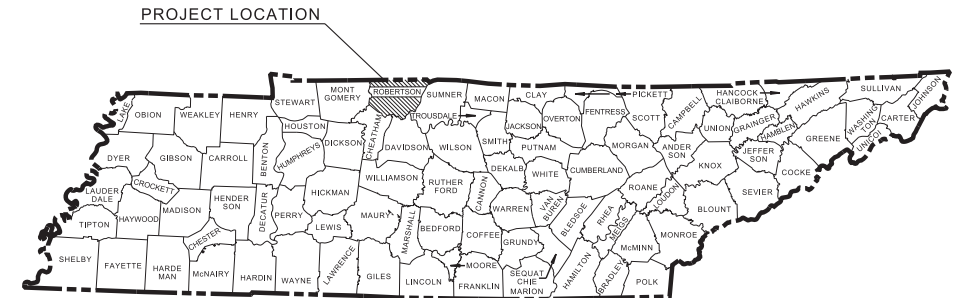 PROJECT LOCATION
LAKE
OBION
WEAKLEY
HENRY
STEWART
MONT
GOMERY
ROBERTSON
SUMNER
TROUSDALE
MACON
CLAY
PICKETT
FENTRESS
SCOTT
CAMPBELL
HANCOCK
CLAIBORNE
HAWKINS
SULLIVAN
JOHNSON
CARTER
WASHING
TON
UNICOI
GREENE
HAMBLEN
GRAINGER
UNION
ANDER
SON
MORGAN
OVERTON
JACKSON
PUTNAM
SMITH
WILSON
DAVIDSON
CHEATHAM
DICKSON
HOUSTON
HUMPHREYS
BENTON
CARROLL
GIBSON
DYER
CROCKETT
LAUDER
DALE
HAYWOOD
MADISON
HENDER
SON
DECATUR
PERRY
HICKMAN
WILLIAMSON
RUTHER
FORD
CANNON
DEKALB
WHITE
CUMBERLAND
ROANE
LOUDON
KNOX
JEFFER
SON
COCKE
SEVIER
BLOUNT
MONROE
McMINN
MEIGS
RHEA
BLEDSOE
VAN
BUREN
WARREN
COFFEE
BEDFORD
MARSHALL
MAURY
LEWIS
CHESTER
TIPTON
SHELBY
FAYETTE
HARDE
MAN
McNAIRY
HARDIN
WAYNE
LAWRENCE
GILES
LINCOLN
MOORE
FRANKLIN
GRUNDY
SEQUAT
CHIE
MARION
HAMILTON
BRADLEY
POLK